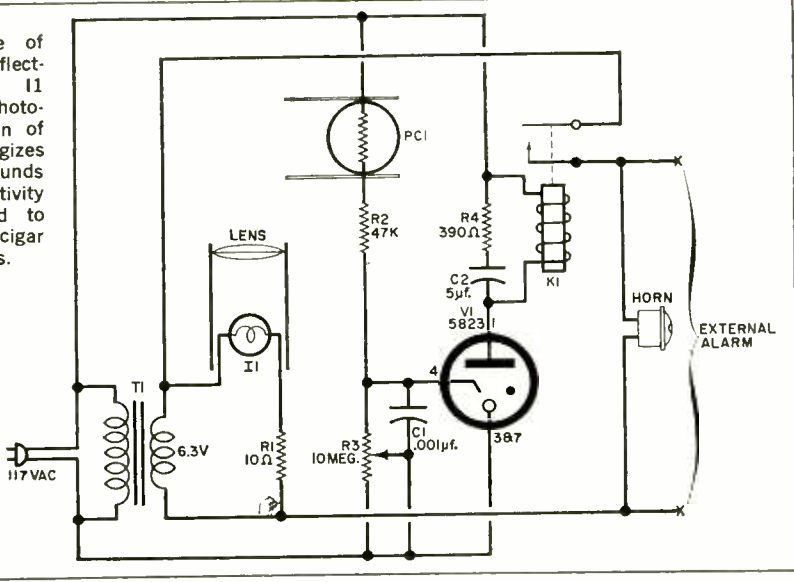 e of
flect-
I1
hoto-
n of
gizes
unds
tivity
d to
cigar
s.
PC1
R2
47K
R4
390Ω
LENS
C2
5µf.
K1
V1
5823
1
HORN
EXTERNAL
ALARM
I1
4
T1
6.3V
R1
10Ω
R3
10MEG.
C1
.001µf.
3&7
117VAC